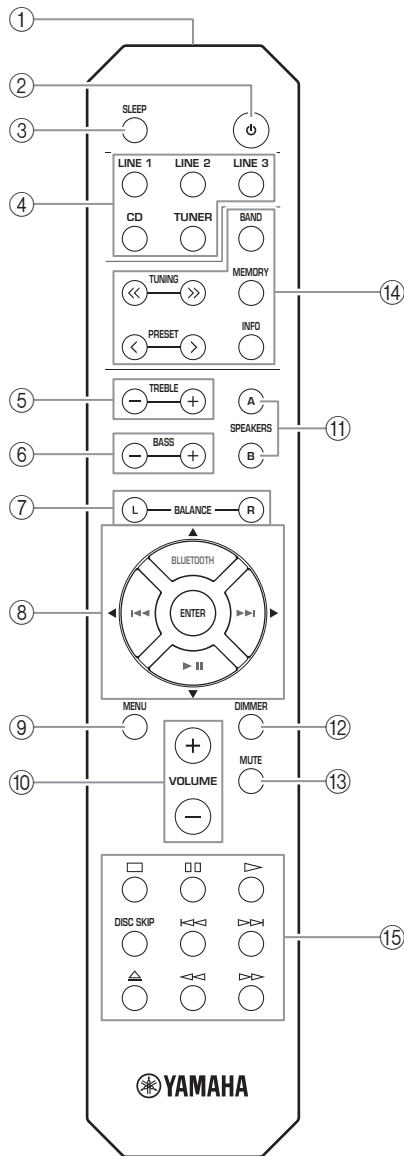 ①
②
SLEEP
③
LINE 1 LINE 2 LINE 3
④
CD TUNER BAND
TUNING MEMORY
⑭
PRESET INFO
⑤ TREBLE A
SPEAKERS ⑪
⑥ BASS B
⑦ L BALANCE R
BLUETOOTH
⑧ ENTER
MENU DIMMER
⑨ ⑫
MUTE
⑩ VOLUME ⑬
DISC SKIP
⑮
YAMAHA